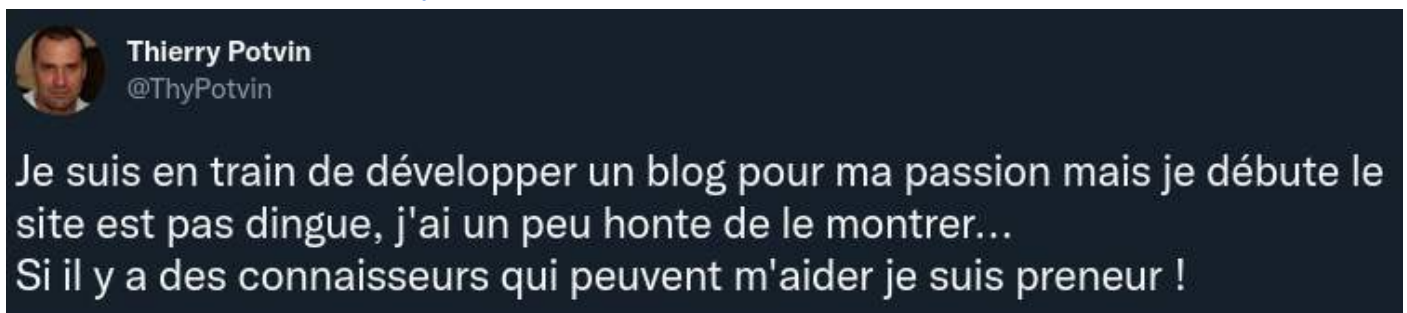 Thierry Potvin
@ThyPotvin
Je suis en train de développer un blog pour ma passion mais je débute le
site est pas dingue, j'ai un peu honte de le montrer...
Si il y a des connaisseurs qui peuvent m'aider je suis preneur !